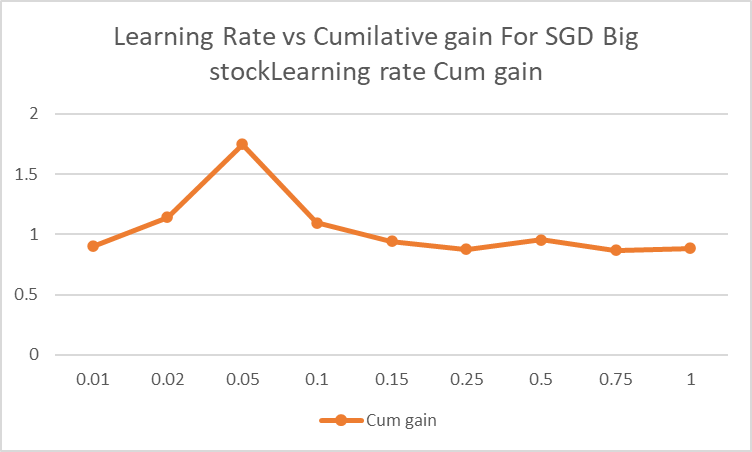 Learning Rate vs Cumilative gain For SGD Big
stockLearning rate Cum gain
2
1.5
1
0.5
0
0.01 0.02 0.05 0.1 0.15 0.25 0.5 0.75 1
Cum gain